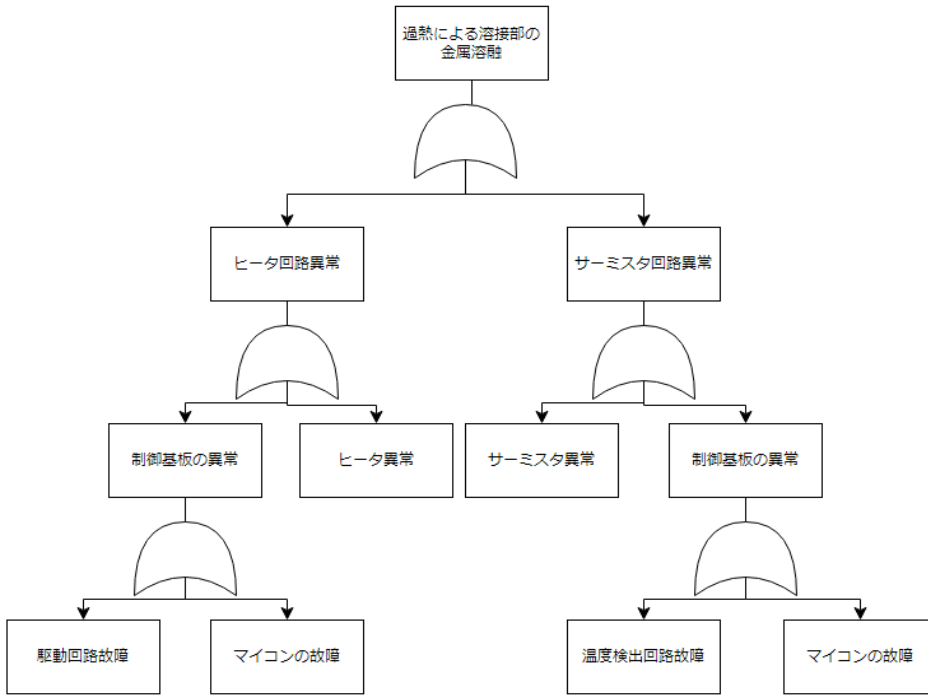 過熱による溶接部の
金属溶融
ヒータ回路異常
サーミスタ回路異常
制御基板の異常
ヒータ異常
サーミスタ異常
制御基板の異常
駆動回路故障
マイコンの故障
温度検出回路故障
マイコンの故障